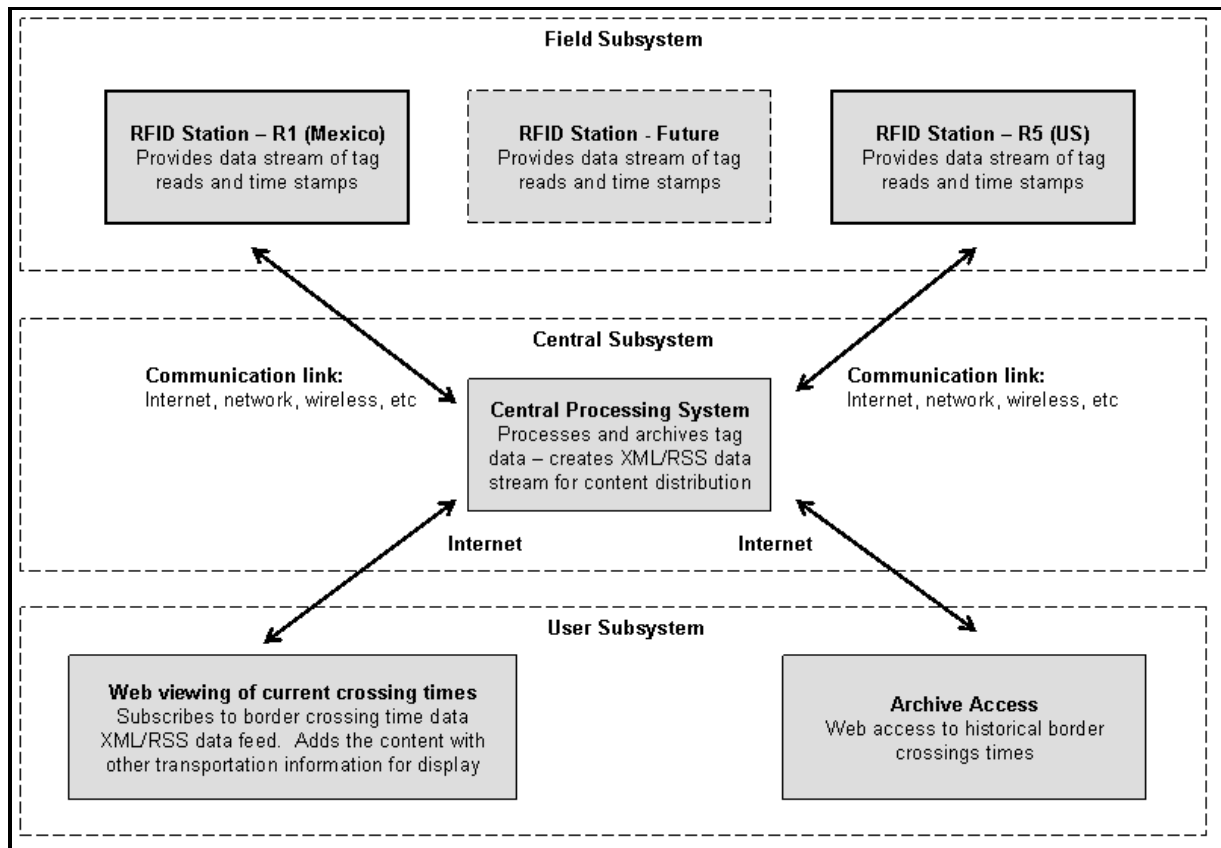 Field Subsystem
RFID Station – R1 (Mexico)
Provides data stream of tag
reads and time stamps
RFID Station - Future
Provides data stream of tag
reads and time stamps
RFID Station – R5 (US)
Provides data stream of tag
reads and time stamps
Central Subsystem
Communication link:
Internet, network, wireless, etc
Central Processing System
Processes and archives tag
data – creates XML/RSS data
stream for content distribution
Communication link:
Internet, network, wireless, etc
Internet
Internet
User Subsystem
Web viewing of current crossing times
Subscribes to border crossing time data
XML/RSS data feed. Adds the content with
other transportation information for display
Archive Access
Web access to historical border
crossings times